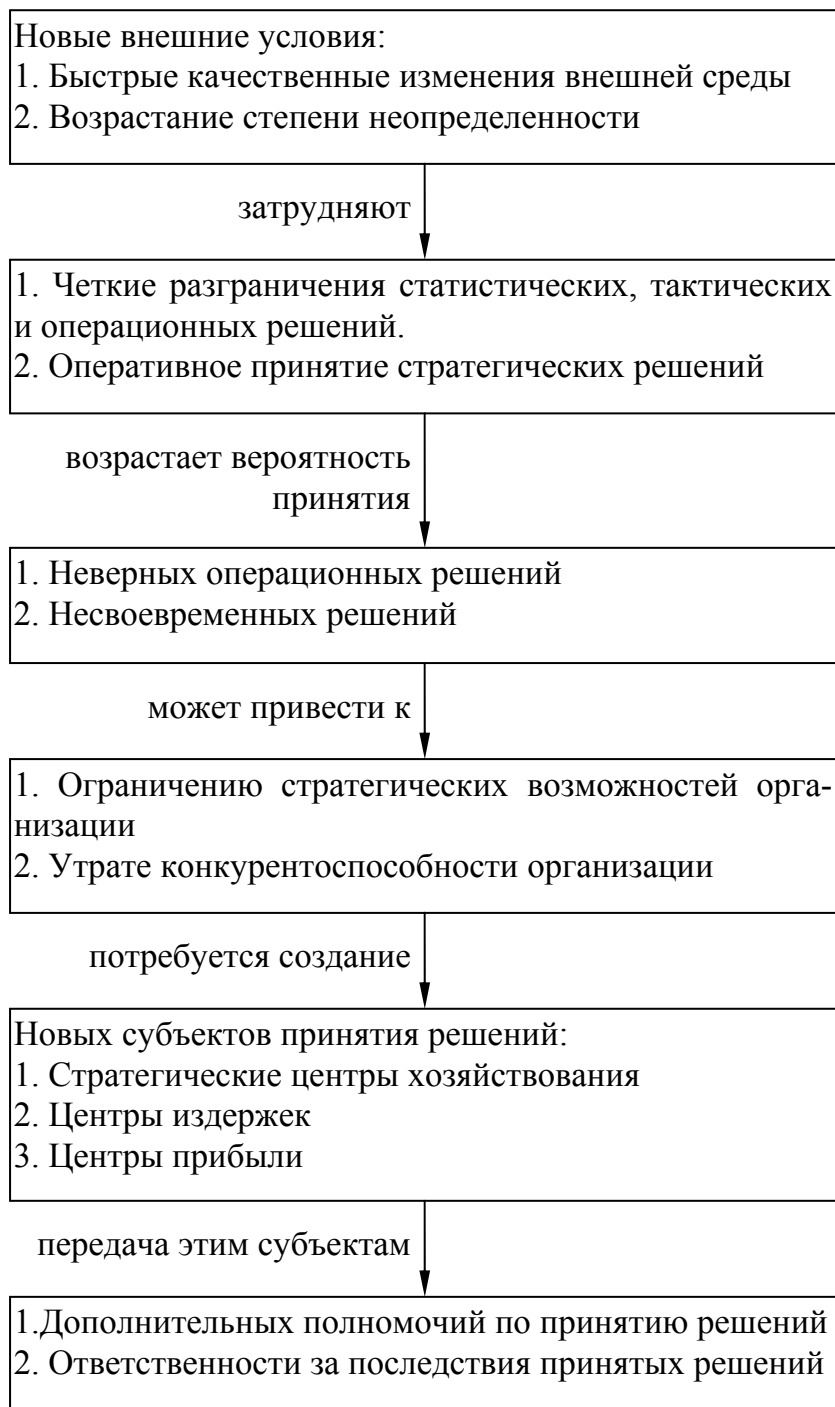 Новые внешние условия:
1. Быстрые качественные изменения внешней среды
2. Возрастание степени неопределенности
затрудняют
1. Четкие разграничения статистических, тактических
и операционных решений.
2. Оперативное принятие стратегических решений
возрастает вероятность
принятия
1. Неверных операционных решений
2. Несвоевременных решений
может привести к
1. Ограничению стратегических возможностей орга-
низации
2. Утрате конкурентоспособности организации
потребуется создание
Новых субъектов принятия решений:
1. Стратегические центры хозяйствования
2. Центры издержек
3. Центры прибыли
передача этим субъектам
1.Дополнительных полномочий по принятию решений
2. Ответственности за последствия принятых решений